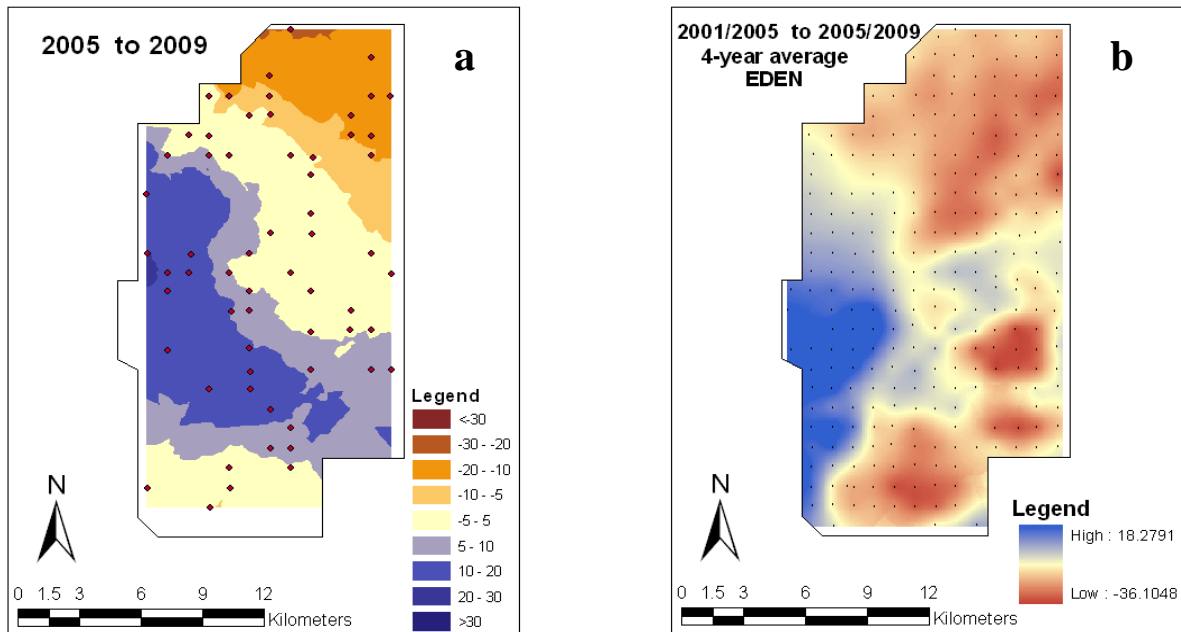 2005 to 2009
a
Legend
<-30
-30 - -20
-20 - -10
-10 - -5
-5 - 5
5 - 10
10 - 20
20 - 30
>30
N
0 1.5 3 6 9 12
Kilometers
2001/2005 to 2005/2009
4-year average
EDEN
b
N
Legend
High : 18.2791
Low : -36.1048
0 1.5 3 6 9 12
Kilometers